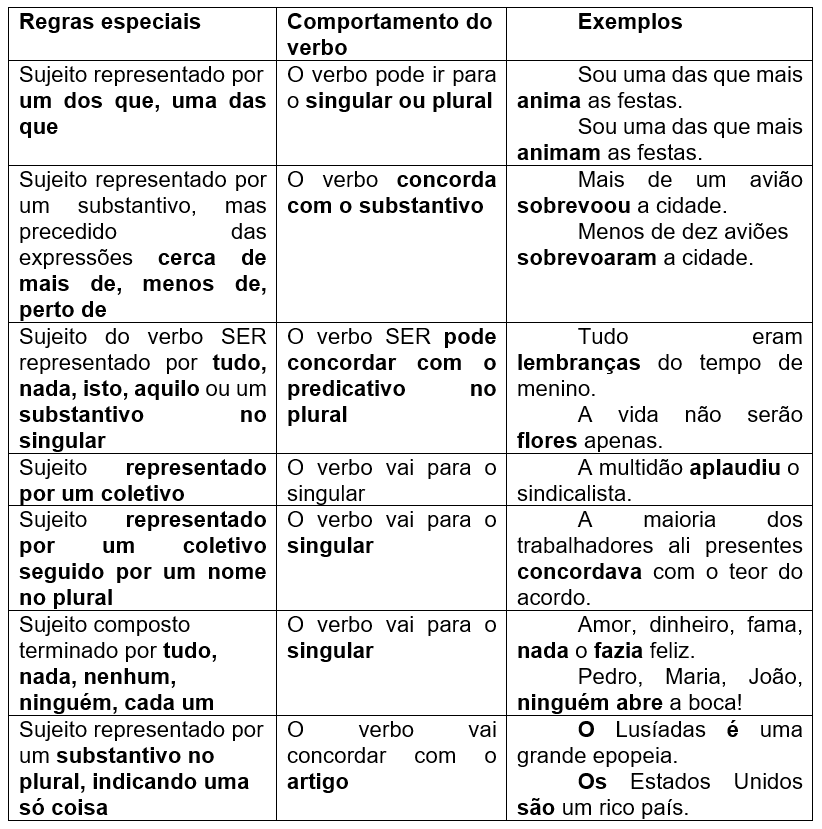 Regras especiais
Comportamento do
verbo
Exemplos
Sujeito representado por
um dos que, uma das
que
O verbo pode ir para
o singular ou plural
Sou uma das que mais
anima as festas.
Sou uma das que mais
animam as festas.
Sujeito representado por
um substantivo, mas
precedido das
expressões cerca de
mais de, menos de,
perto de
O verbo concorda
com o substantivo
Mais de um avião
sobrevoou a cidade.
Menos de dez aviões
sobrevoaram a cidade.
Sujeito do verbo SER
representado por tudo,
nada, isto, aquilo ou um
substantivo no
singular
O verbo SER pode
concordar com o
predicativo no
plural
Tudo eram
lembranças do tempo de
menino.
A vida não serão
flores apenas.
Sujeito representado
por um coletivo
O verbo vai para o
singular
A multidão aplaudiu o
sindicalista.
Sujeito representado
por um coletivo
seguido por um nome
no plural
O verbo vai para o
singular
A maioria dos
trabalhadores ali presentes
concordava com o teor do
acordo.
Sujeito composto
terminado por tudo,
nada, nenhum,
ninguém, cada um
O verbo vai para o
singular
Amor, dinheiro, fama,
nada o fazia feliz.
Pedro, Maria, João,
ninguém abre a boca!
Sujeito representado por
um substantivo no
plural, indicando uma
só coisa
O verbo vai
concordar com o
artigo
O Lusíadas é uma
grande epopeia.
Os Estados Unidos
são um rico país.